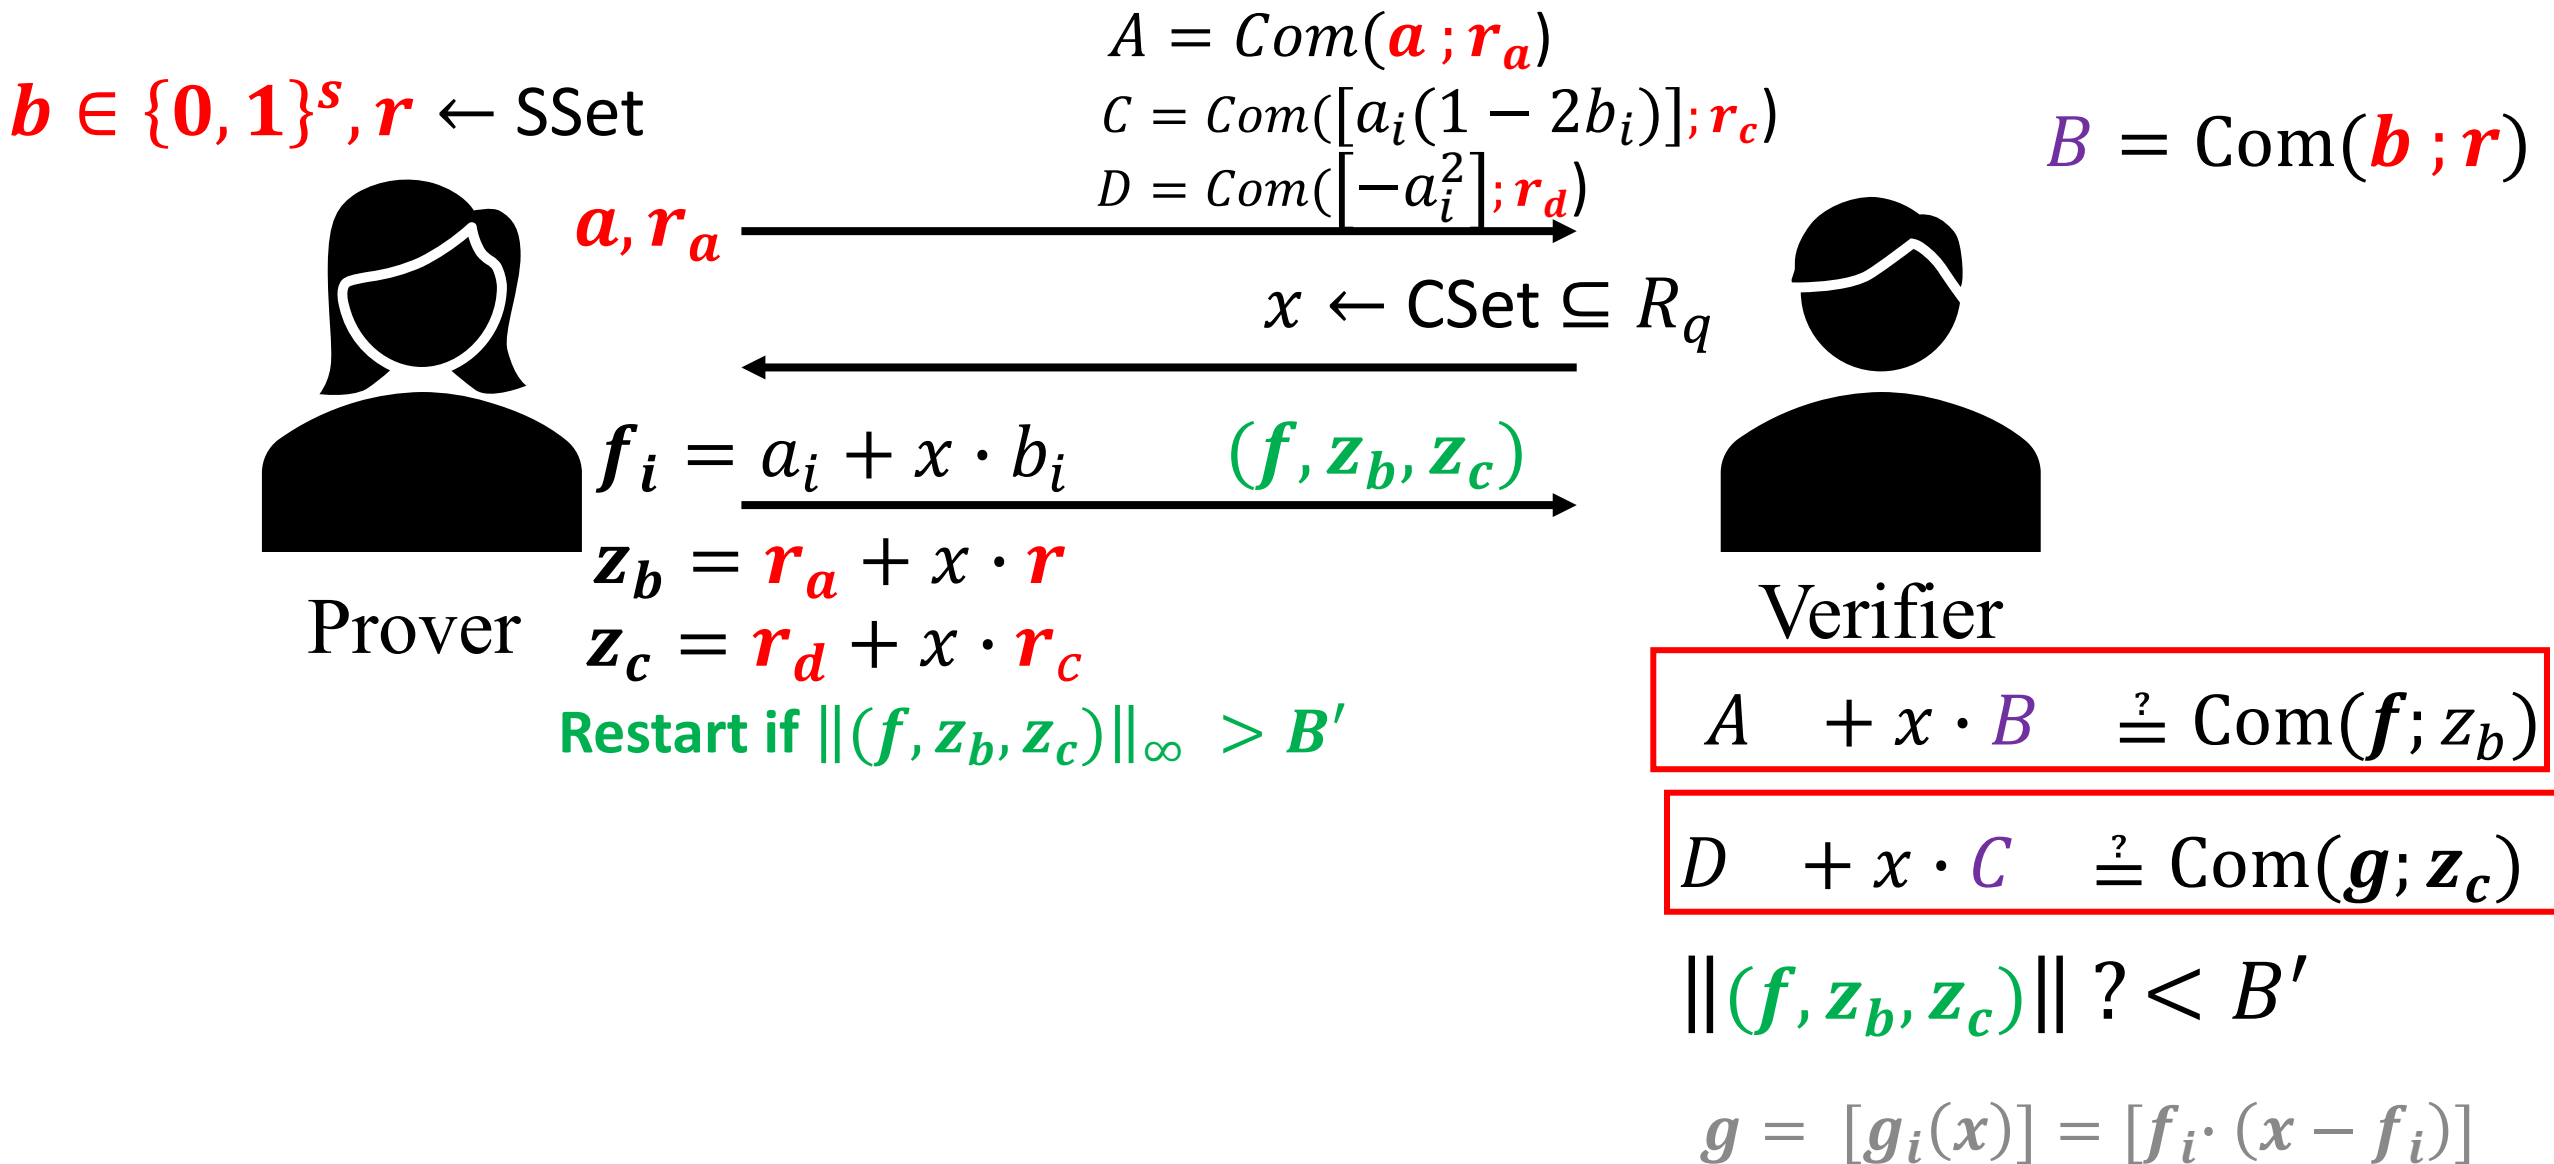 A = Com(a ; r_a)
b ∈ {0, 1}^s, r ← SSet
C = Com([a_i(1 − 2b_i)]; r_c)
B = Com(b ; r)
D = Com([−a_i^2]; r_d)
a, r_a
x ← CSet ⊆ R_q
f_i = a_i + x · b_i
(f, z_b, z_c)
z_b = r_a + x · r
z_c = r_d + x · r_c
Prover
Verifier
Restart if ‖(f, z_b, z_c)‖_∞ > B′
A + x · B ≟ Com(f; z_b)
D + x · C ≟ Com(g; z_c)
‖(f, z_b, z_c)‖ ? < B′
g = [g_i(x)] = [f_i· (x − f_i)]